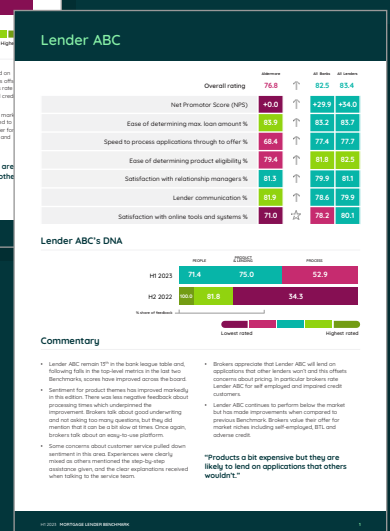 Lender ABC
Aldermore All Banks All Lenders
Overall rating 76.8 82.5 83.4
Net Promotor Score (NPS) +0.0 +29.9 +34.0
Ease of determining max. loan amount % 83.9 83.2 83.7
Speed to process applications through to offer % 68.4 77.4 77.7
Ease of determining product eligibility % 79.4 81.8 82.5
Satisfaction with relationship managers % 81.3 79.9 81.1
Lender communication % 81.9 78.6 79.9
Satisfaction with online tools and systems % 71.0 78.2 80.1
Lender ABC's DNA
PEOPLE PRODUCT & LENDING PROCESS
H1 2023 71.4 75.0 52.9
H2 2022 100.0 81.8 34.3
% share of feedback
Lowest rated Highest rated
Commentary
• Lender ABC remain 15th in the bank league table and,
following falls in the top-level metrics in the last two
Benchmarks, scores have improved across the board.
• Sentiment for product themes has improved markedly
in this edition. There was less negative feedback about
processing times which underpinned the
improvement. Brokers talk about good underwriting
and not asking too many questions, but they did
mention that it can be a bit slow at times. Once again,
brokers talk about an easy-to-use platform.
• Some concerns about customer service pulled down
sentiment in this area. Experiences were clearly
mixed as others mentioned the step-by-step
assistance given, and the clear explanations received
when talking to the service team.
• Brokers appreciate that Lender ABC will lend on
applications that other lenders won't and this offsets
concerns about pricing. In particular brokers rate
Lender ABC for self employed and impaired credit
customers.
• Lender ABC continues to perform below the market
but has made improvements when compared to
previous Benchmark. Brokers value their offer for
market niches including self-employed, BTL and
adverse credit.
"Products a bit expensive but they are
likely to lend on applications that others
wouldn't."
H1 2023 MORTGAGE LENDER BENCHMARK 1